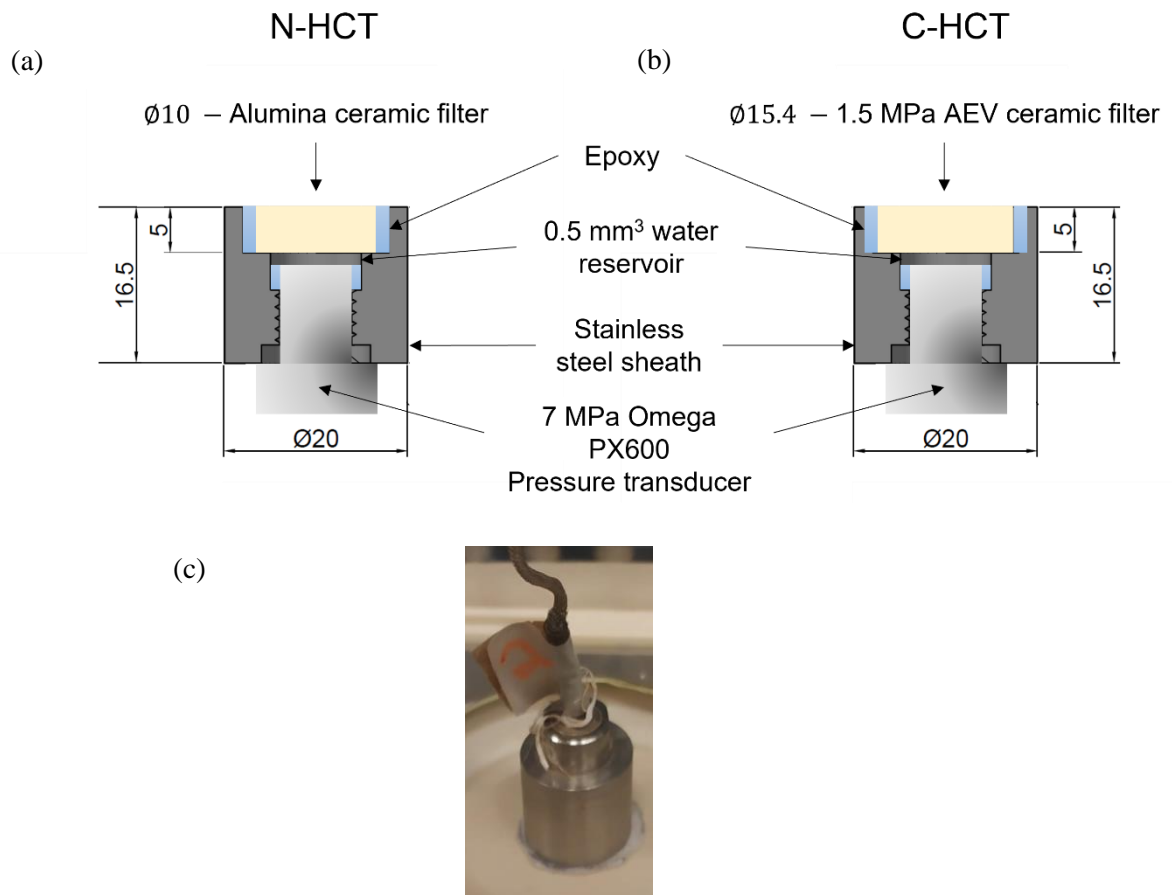 N-HCT
C-HCT
(a)
(b)
Ø10 – Alumina ceramic filter
Ø15.4 – 1.5 MPa AEV ceramic filter
Epoxy
0.5 mm³ water
reservoir
5
16.5
5
16.5
Stainless
steel sheath
7 MPa Omega
PX600
Pressure transducer
Ø20
Ø20
(c)
2